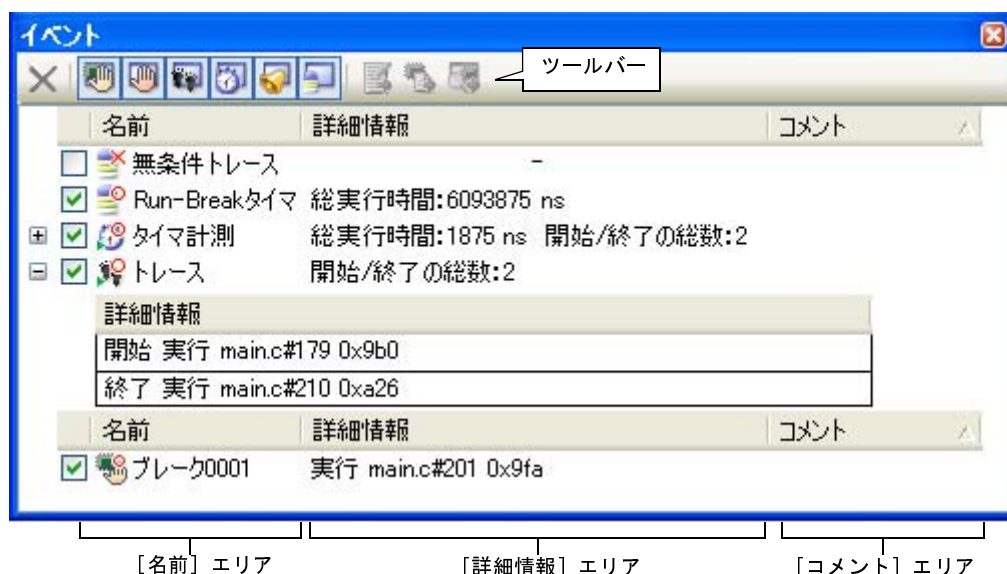 イベント
ツールバー
名前 詳細情報 コメント
無条件トレース -
Run-Breakタイマ 総実行時間:6093875 ns
タイマ計測 総実行時間:1875 ns 開始/終了の総数:2
トレース 開始/終了の総数:2
詳細情報
開始 実行 main.c#179 0x9b0
終了 実行 main.c#210 0xa26
名前 詳細情報 コメント
ブレーク0001 実行 main.c#201 0x9fa
［名前］エリア ［詳細情報］エリア ［コメント］エリア